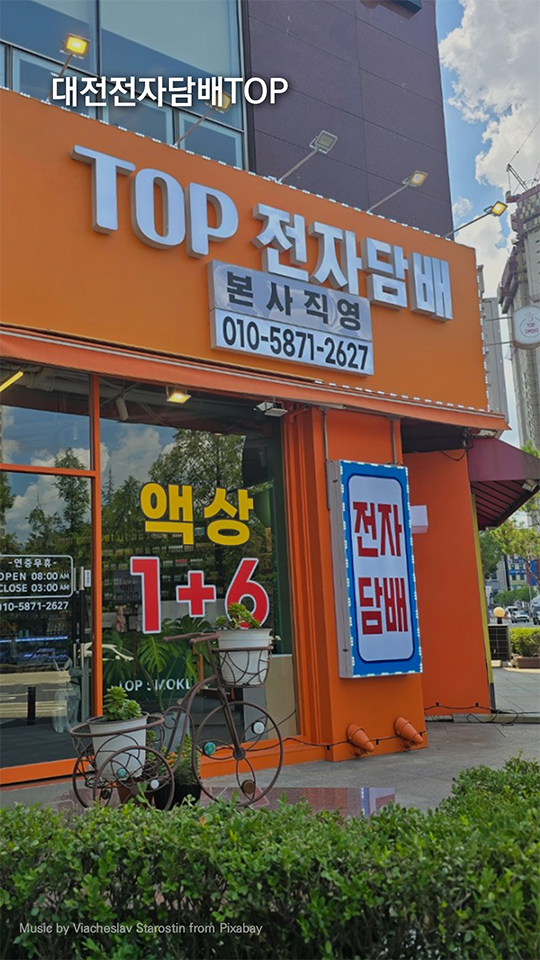 대전전자담배TOP
TOP 전자담배
본사직영
010-5871-2627
액상
1+6
-연중무휴-
OPEN 08:00 AM
CLOSE 03:00 AM
010-5871-2627
전자
담배
TOP SMOKE
Music by Viacheslav Starostin from Pixabay